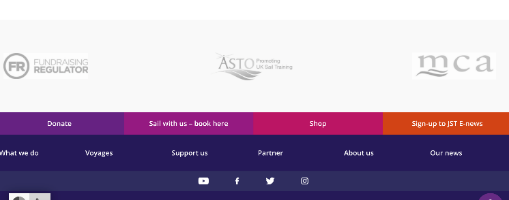 FR FUNDRAISING
REGULATOR
ASTO Promoting
UK Sail Training
mca
Donate
Sail with us – book here
Shop
Sign-up to JST E-news
What we do
Voyages
Support us
Partner
About us
Our news